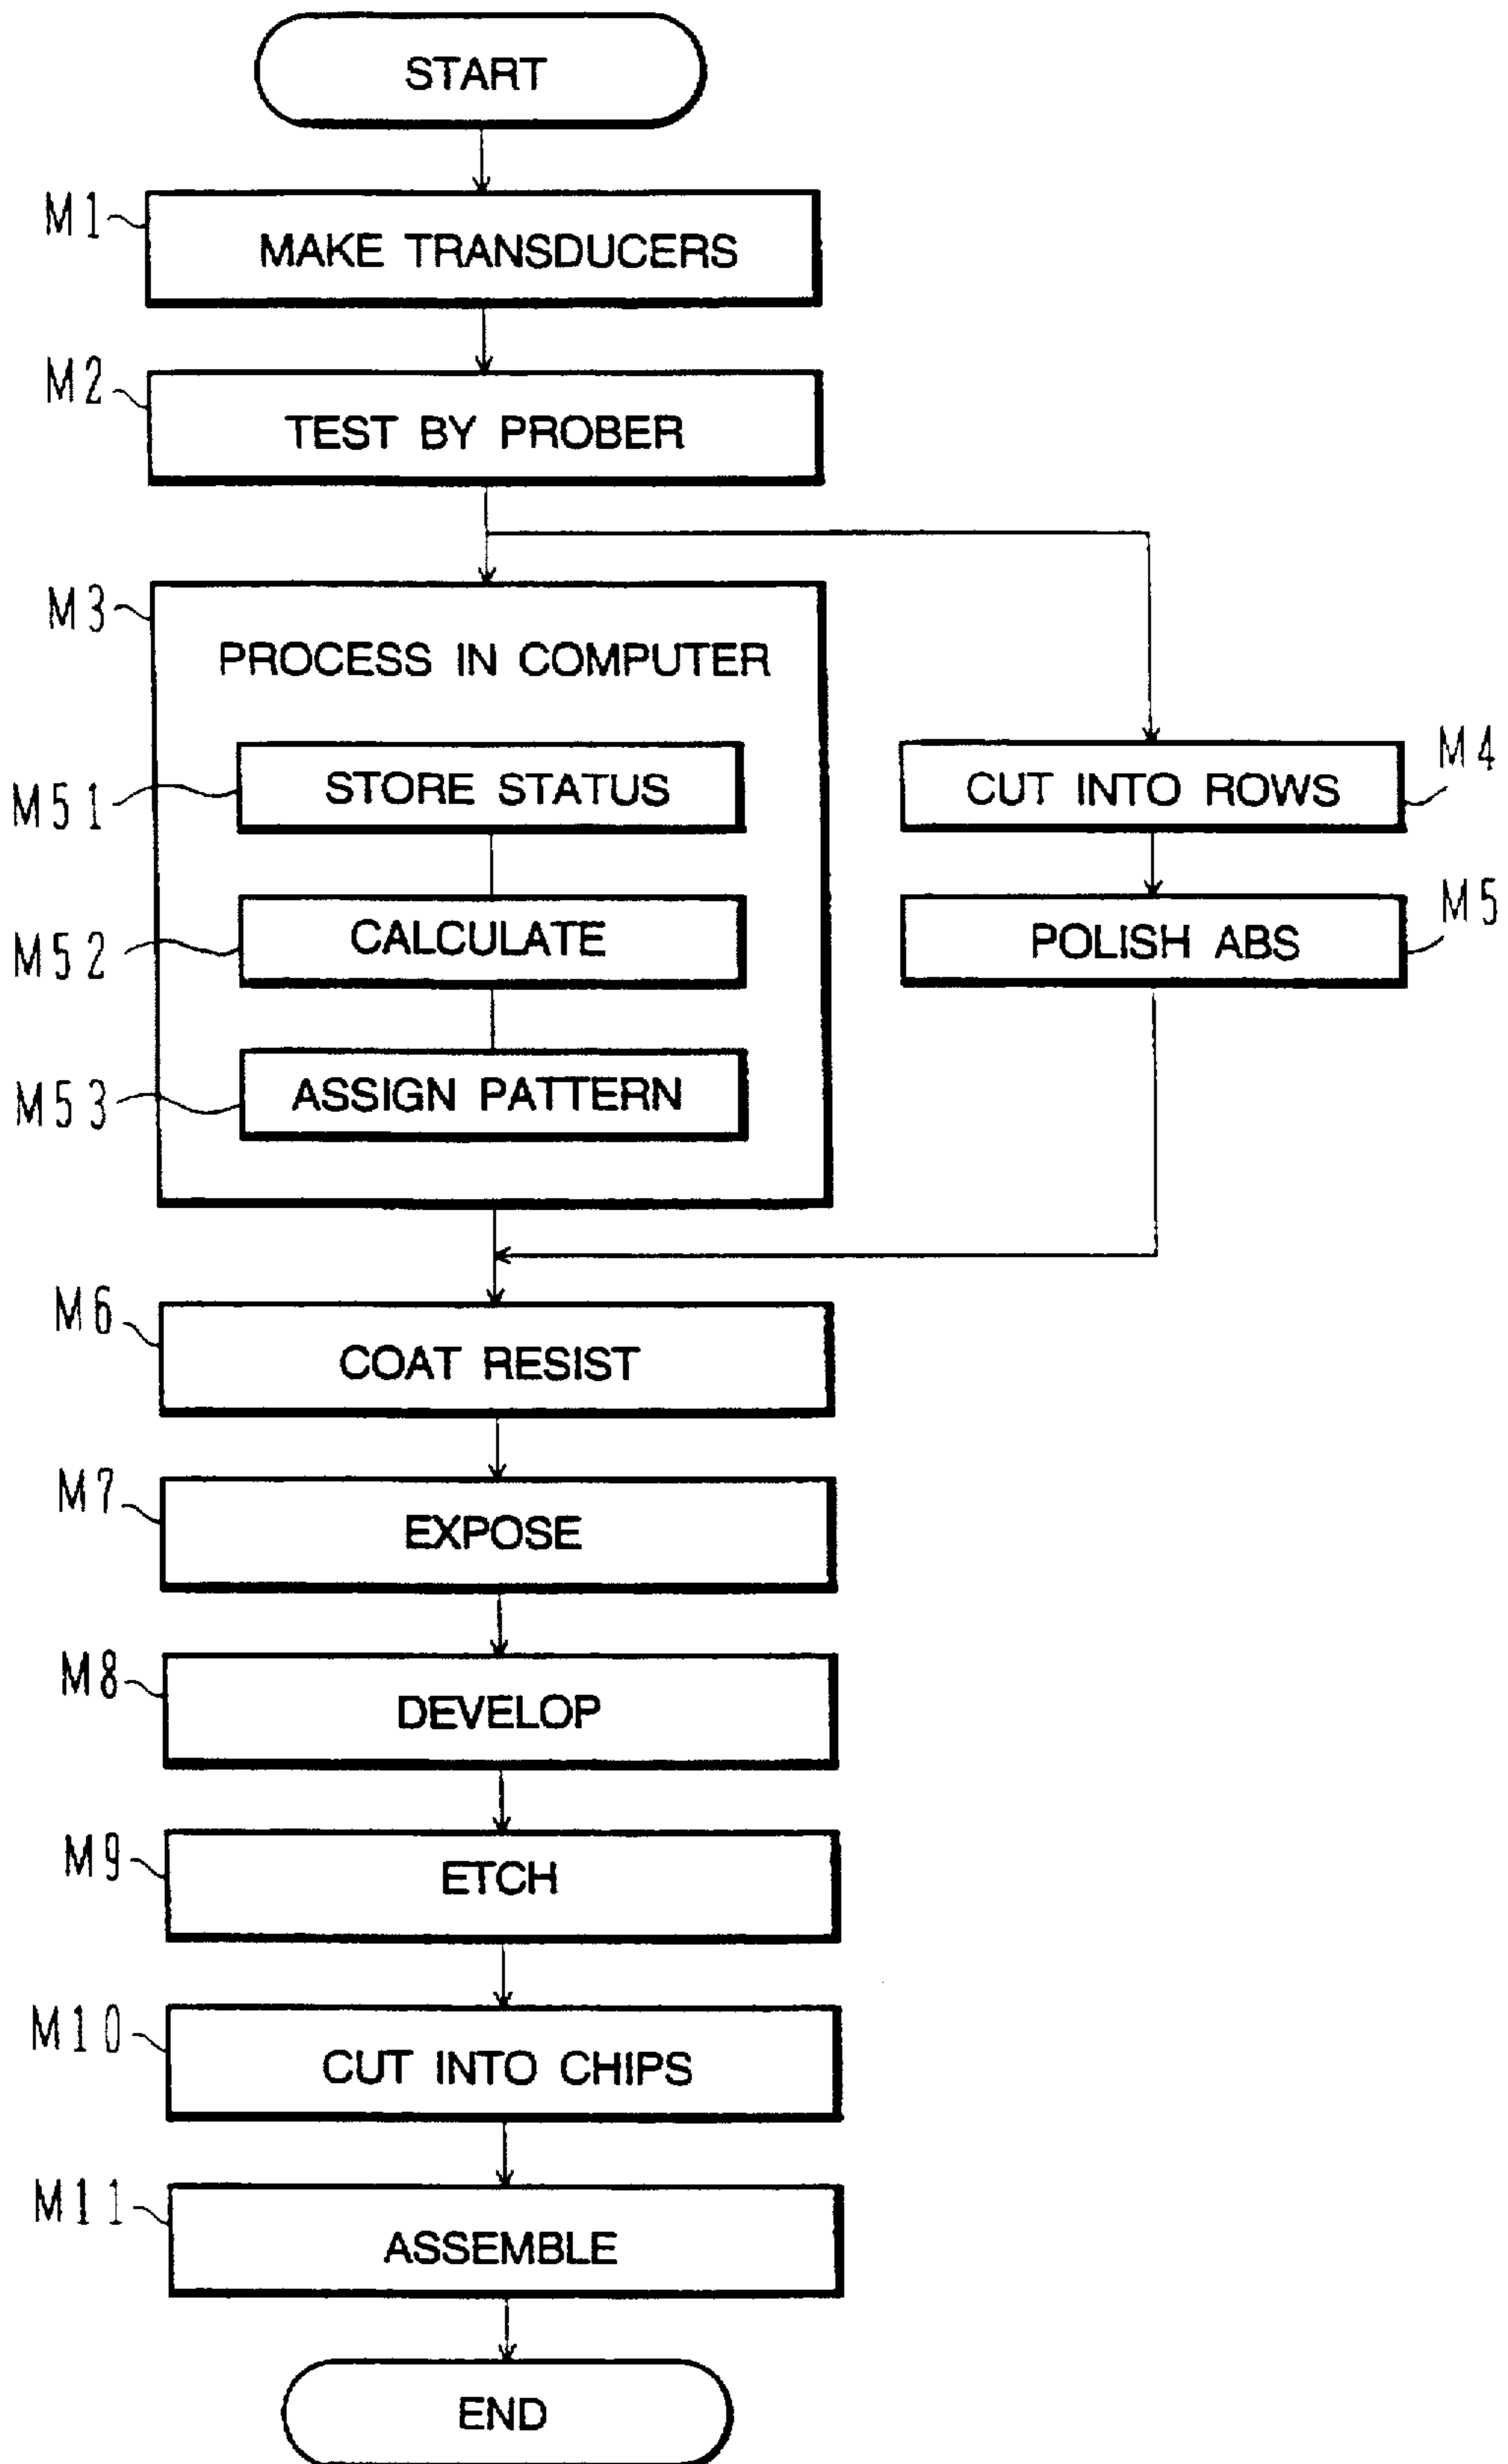 START
M1
MAKE TRANSDUCERS
M2
TEST BY PROBER
M3
PROCESS IN COMPUTER
M51
STORE STATUS
M52
CALCULATE
M53
ASSIGN PATTERN
M4
CUT INTO ROWS
M5
POLISH ABS
M6
COAT RESIST
M7
EXPOSE
M8
DEVELOP
M9
ETCH
M10
CUT INTO CHIPS
M11
ASSEMBLE
END